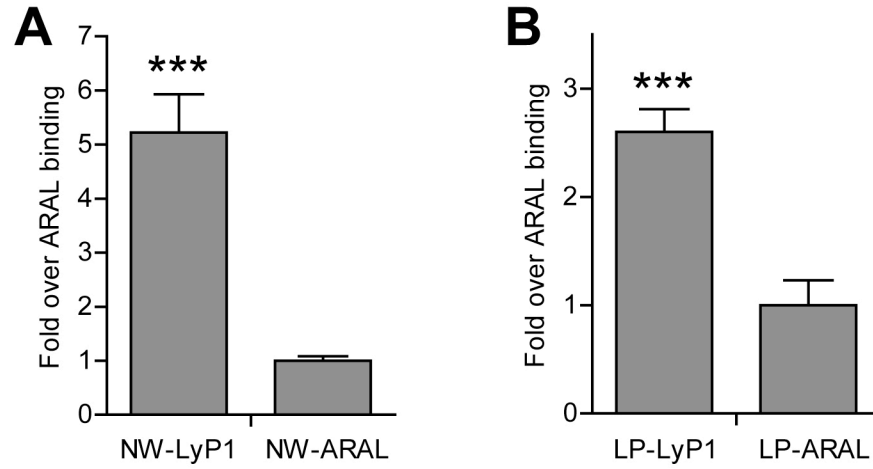 A
Fold over ARAL binding
7
6
5
4
3
2
1
0
***
NW-LyP1
NW-ARAL
B
Fold over ARAL binding
3
2
1
0
***
LP-LyP1
LP-ARAL